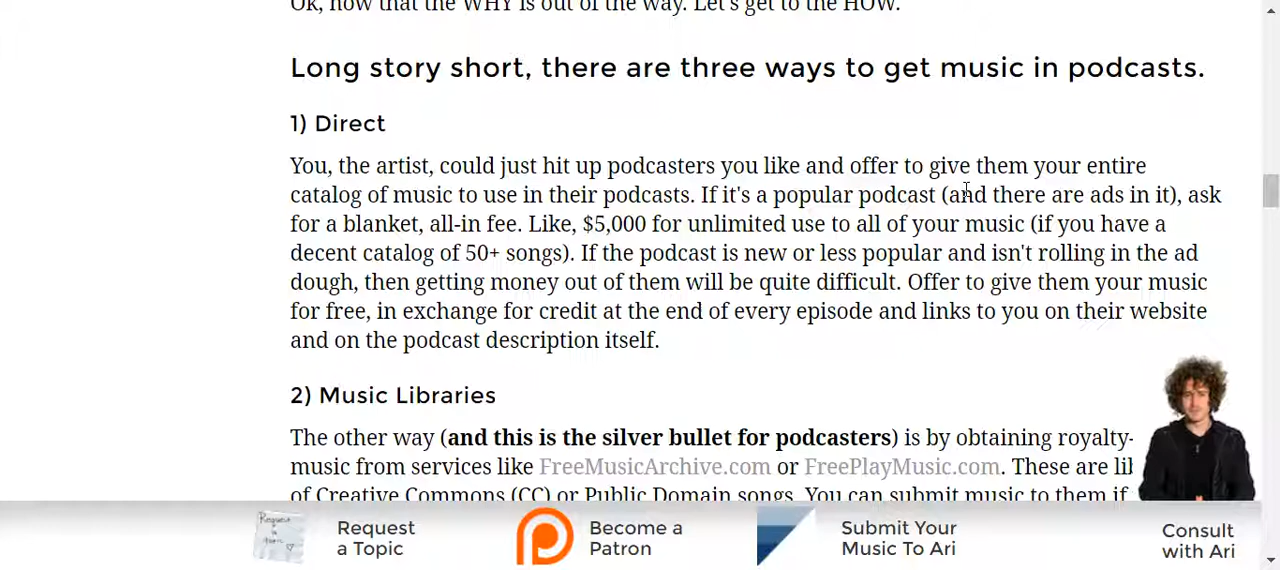 Ok, now that the WHY is out of the way. Let's get to the HOW.
Long story short, there are three ways to get music in podcasts.
1) Direct
You, the artist, could just hit up podcasters you like and offer to give them your entire
catalog of music to use in their podcasts. If it's a popular podcast (and there are ads in it), ask
for a blanket, all-in fee. Like, $5,000 for unlimited use to all of your music (if you have a
decent catalog of 50+ songs). If the podcast is new or less popular and isn't rolling in the ad
dough, then getting money out of them will be quite difficult. Offer to give them your music
for free, in exchange for credit at the end of every episode and links to you on their website
and on the podcast description itself.
2) Music Libraries
The other way (and this is the silver bullet for podcasters) is by obtaining royalty-
music from services like FreeMusicArchive.com or FreePlayMusic.com. These are li
of Creative Commons (CC) or Public Domain songs. You can submit music to them if
Request
a Topic
Become a
Patron
Submit Your
Music To Ari
Consult
with Ari